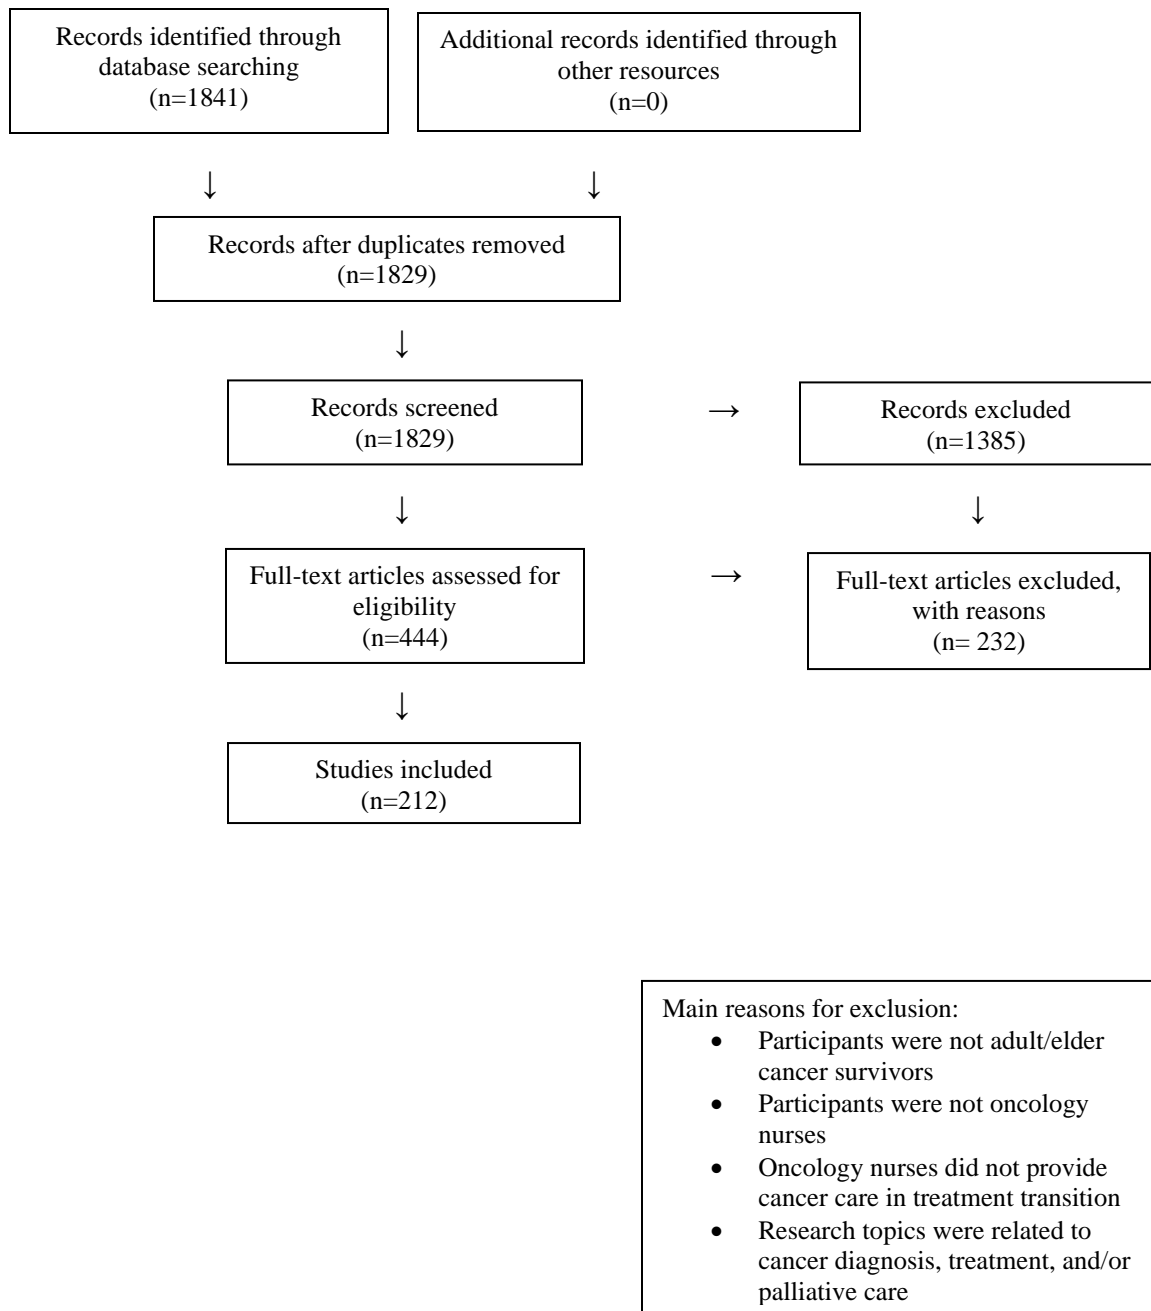 Records identified through
database searching
(n=1841)
Additional records identified through
other resources
(n=0)
↓
↓
Records after duplicates removed
(n=1829)
↓
Records screened
(n=1829)
→
Records excluded
(n=1385)
↓
↓
Full-text articles assessed for
eligibility
(n=444)
→
Full-text articles excluded,
with reasons
(n= 232)
↓
Studies included
(n=212)
Main reasons for exclusion:
• Participants were not adult/elder
cancer survivors
• Participants were not oncology
nurses
• Oncology nurses did not provide
cancer care in treatment transition
• Research topics were related to
cancer diagnosis, treatment, and/or
palliative care